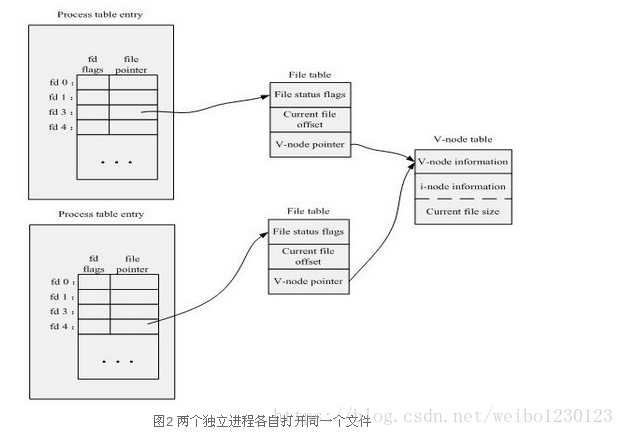 Process table entry
fd
flags
file
pointer
fd 0 :
fd 1 :
fd 3 :
fd 4 :
. . .
File table
File status flags
Current file
offset
V-node pointer
V-node table
V-node information
i-node information
Current file size
Process table entry
fd
flags
file
pointer
fd 0 :
fd 1 :
fd 3 :
fd 4 :
. . .
File table
File status flags
Current file
offset
V-node pointer
图2 两个独立进程各自打开同一个文件
https://blog.csdn.net/weibo1230123